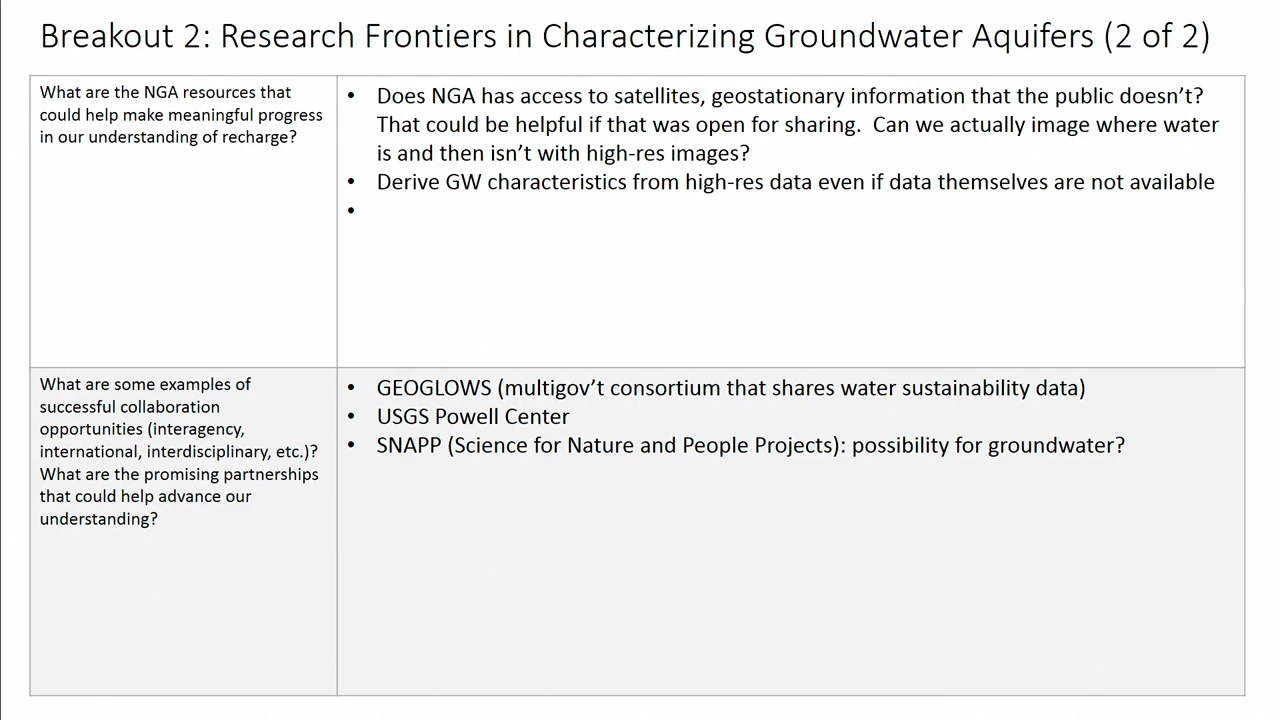 Breakout 2: Research Frontiers in Characterizing Groundwater Aquifers (2 of 2)
What are the NGA resources that
could help make meaningful progress
in our understanding of recharge?
• Does NGA has access to satellites, geostationary information that the public doesn’t?
That could be helpful if that was open for sharing.  Can we actually image where water
is and then isn’t with high-res images?
• Derive GW characteristics from high-res data even if data themselves are not available
•
What are some examples of
successful collaboration
opportunities (interagency,
international, interdisciplinary, etc.)?
What are the promising partnerships
that could help advance our
understanding?
• GEOGLOWS (multigov’t consortium that shares water sustainability data)
• USGS Powell Center
• SNAPP (Science for Nature and People Projects): possibility for groundwater?